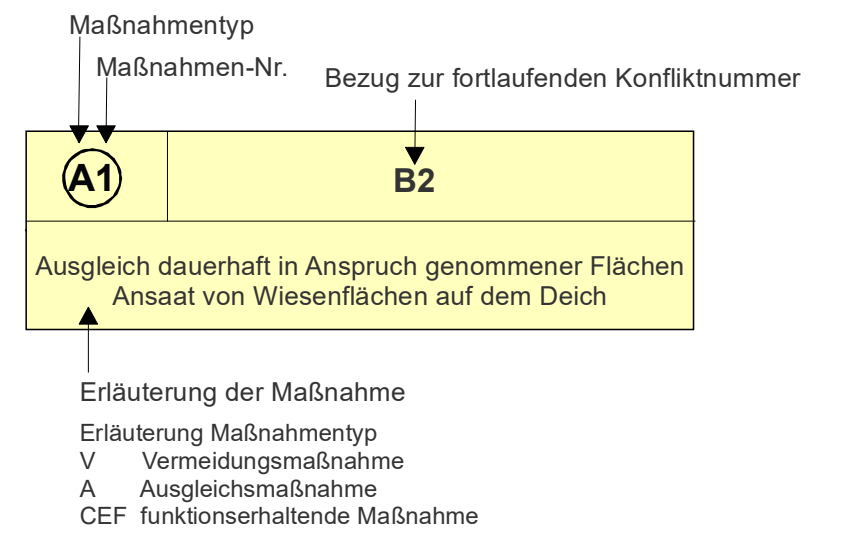 Maßnahmentyp
Maßnahmen-Nr.
Bezug zur fortlaufenden Konfliktnummer
A1
B2
Ausgleich dauerhaft in Anspruch genommener Flächen
Ansaat von Wiesenflächen auf dem Deich
Erläuterung der Maßnahme
Erläuterung Maßnahmentyp
V Vermeidungsmaßnahme
A Ausgleichsmaßnahme
CEF funktionserhaltende Maßnahme